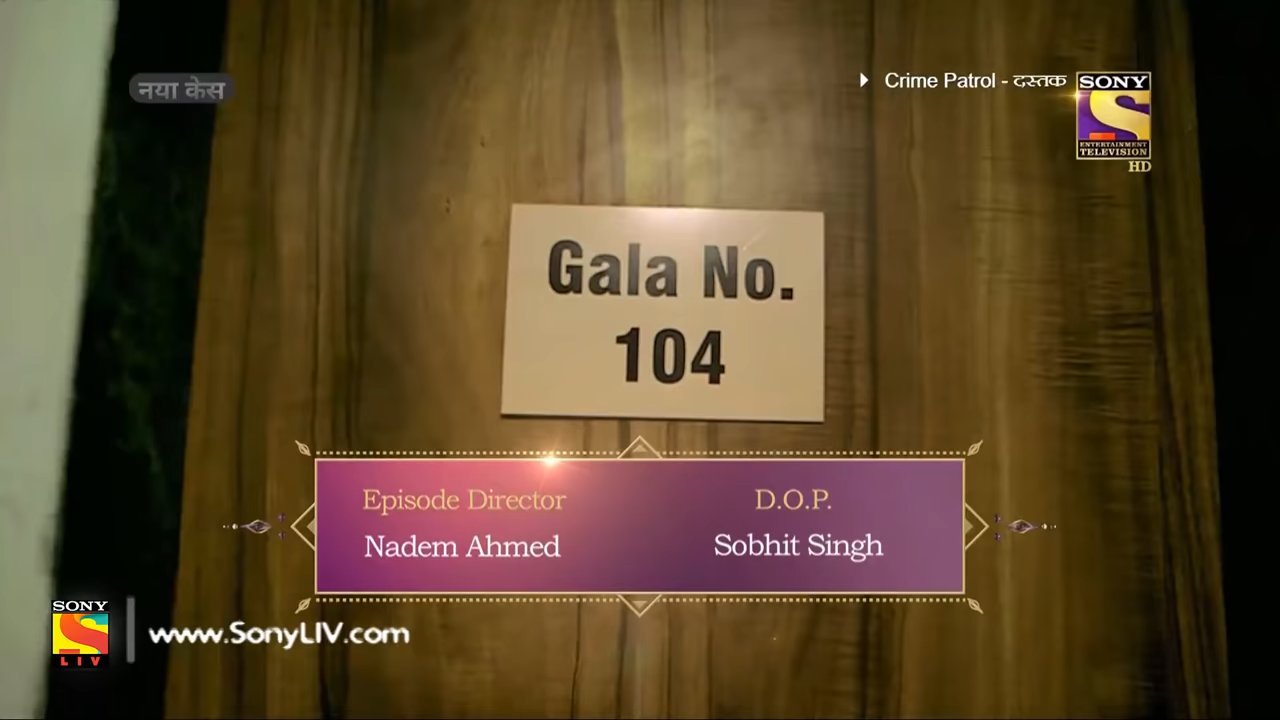 नया केस
Crime Patrol - दस्तक
SONY
ENTERTAINMENT
TELEVISION
HD
Gala No.
104
Episode Director
D.O.P.
Nadem Ahmed
Sobhit Singh
SONY
LIV
www.SonyLIV.com